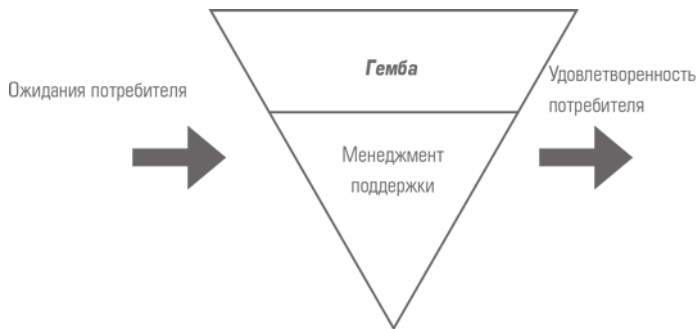 Гемба
Ожидания потребителя
Удовлетворенность
потребителя
Менеджмент
поддержки